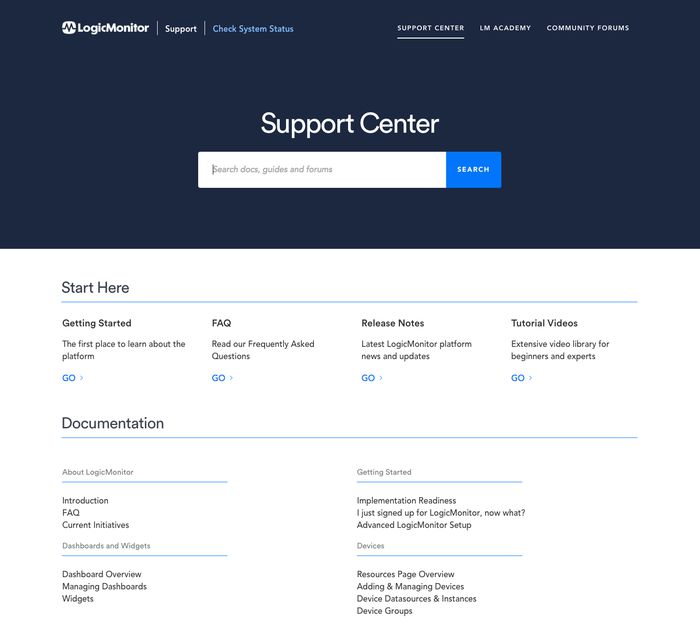 LogicMonitor
Support
Check System Status
SUPPORT CENTER
LM ACADEMY
COMMUNITY FORUMS
Support Center
Search docs, guides and forums
SEARCH
Start Here
Getting Started
The first place to learn about the
platform
GO
FAQ
Read our Frequently Asked
Questions
GO
Release Notes
Latest LogicMonitor platform
news and updates
GO
Tutorial Videos
Extensive video library for
beginners and experts
GO
Documentation
About LogicMonitor
Introduction
FAQ
Current Initiatives
Getting Started
Implementation Readiness
I just signed up for LogicMonitor, now what?
Advanced LogicMonitor Setup
Dashboards and Widgets
Dashboard Overview
Managing Dashboards
Widgets
Devices
Resources Page Overview
Adding & Managing Devices
Device Datasources & Instances
Device Groups